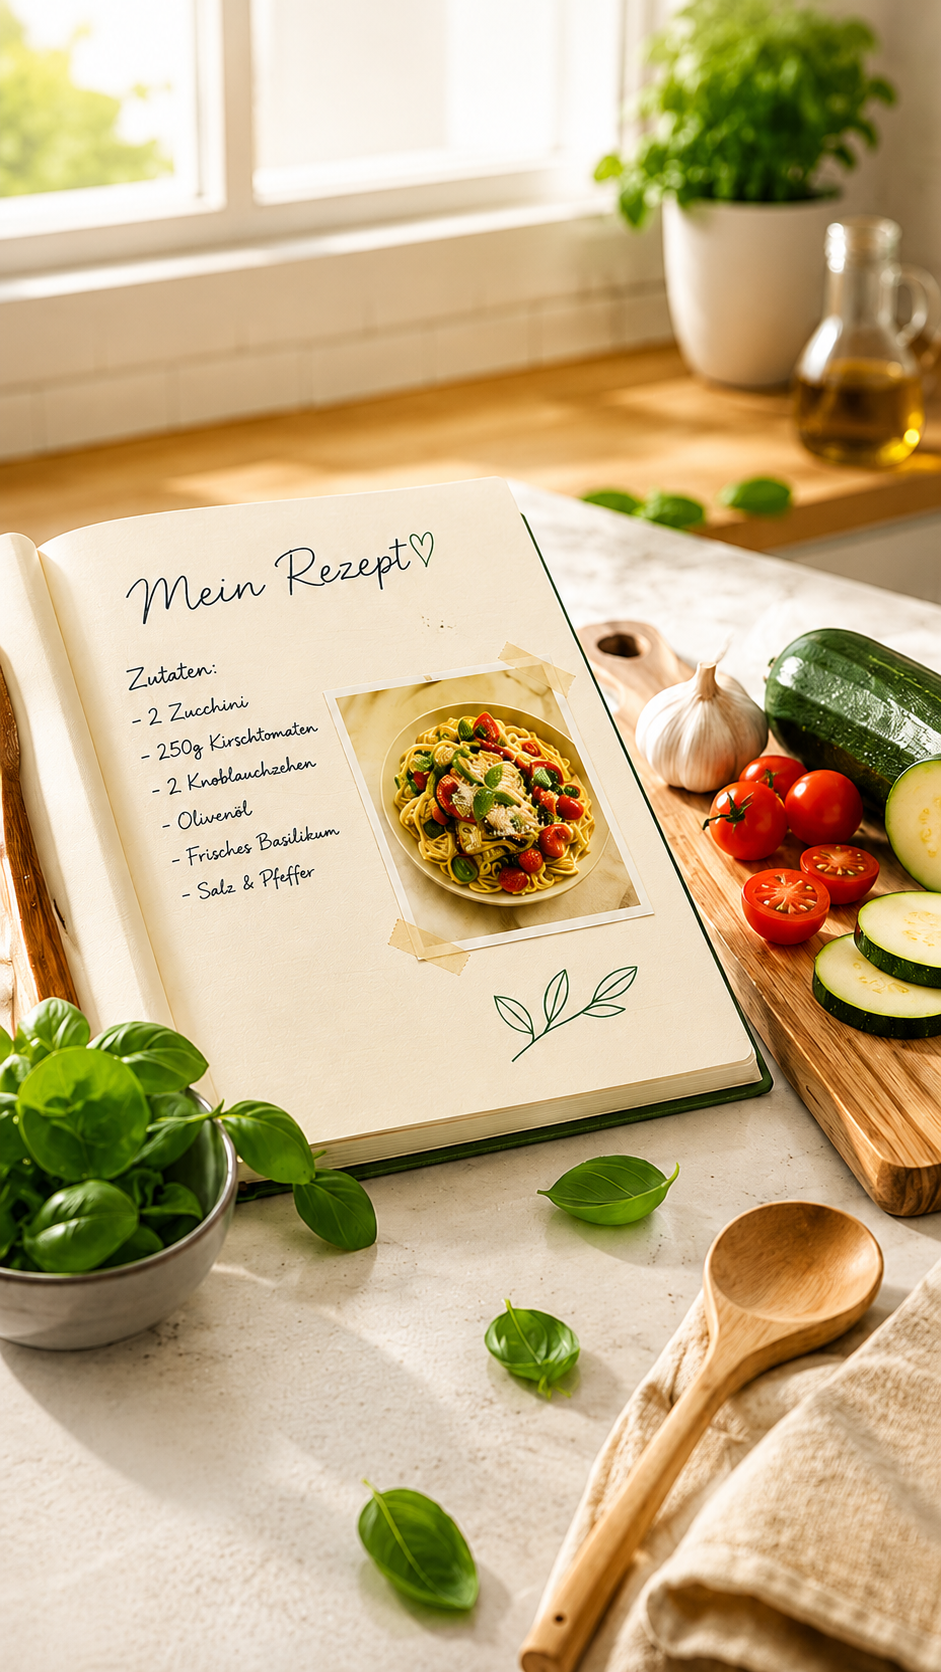 Mein Rezept♡
Zutaten:
- 2 Zucchini
- 250g Kirschtomaten
- 2 Knoblauchzehen
- Olivenöl
- Frisches Basilikum
- Salz & Pfeffer